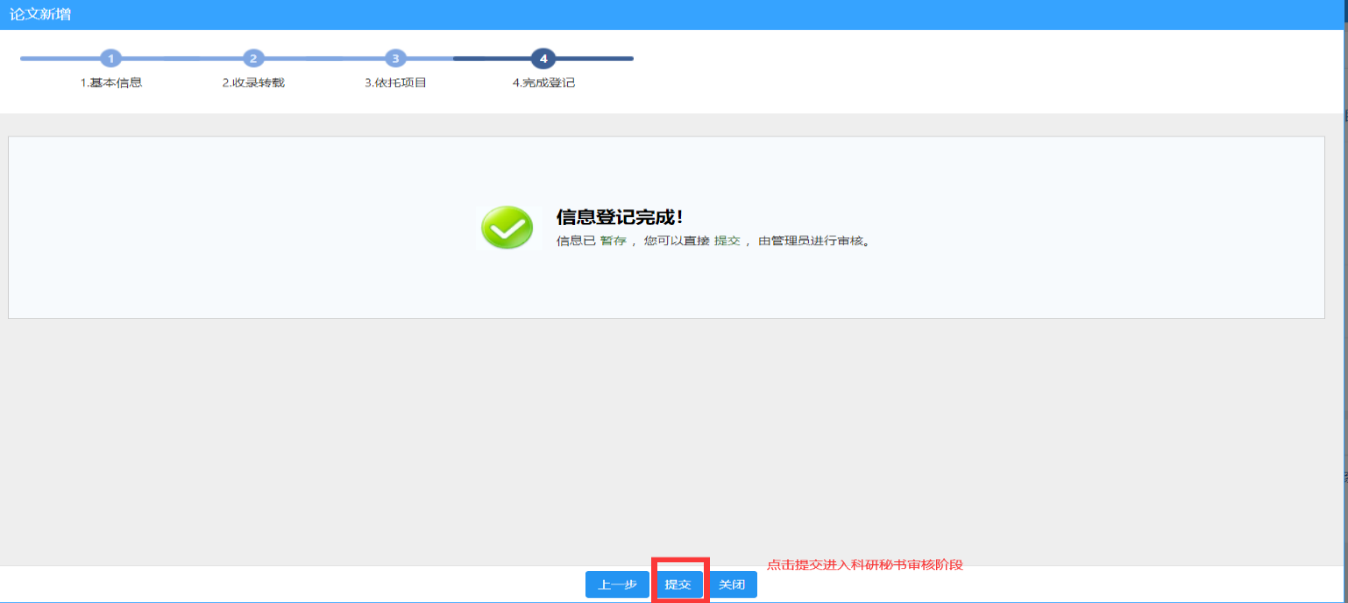 论文新增
1 2 3 4
1.基本信息 2.收录转载 3.依托项目 4.完成登记
信息登记完成!
信息已 暂存 ，您可以直接 提交 ，由管理员进行审核。
点击提交进入科研秘书审核阶段
上一步 提交 关闭